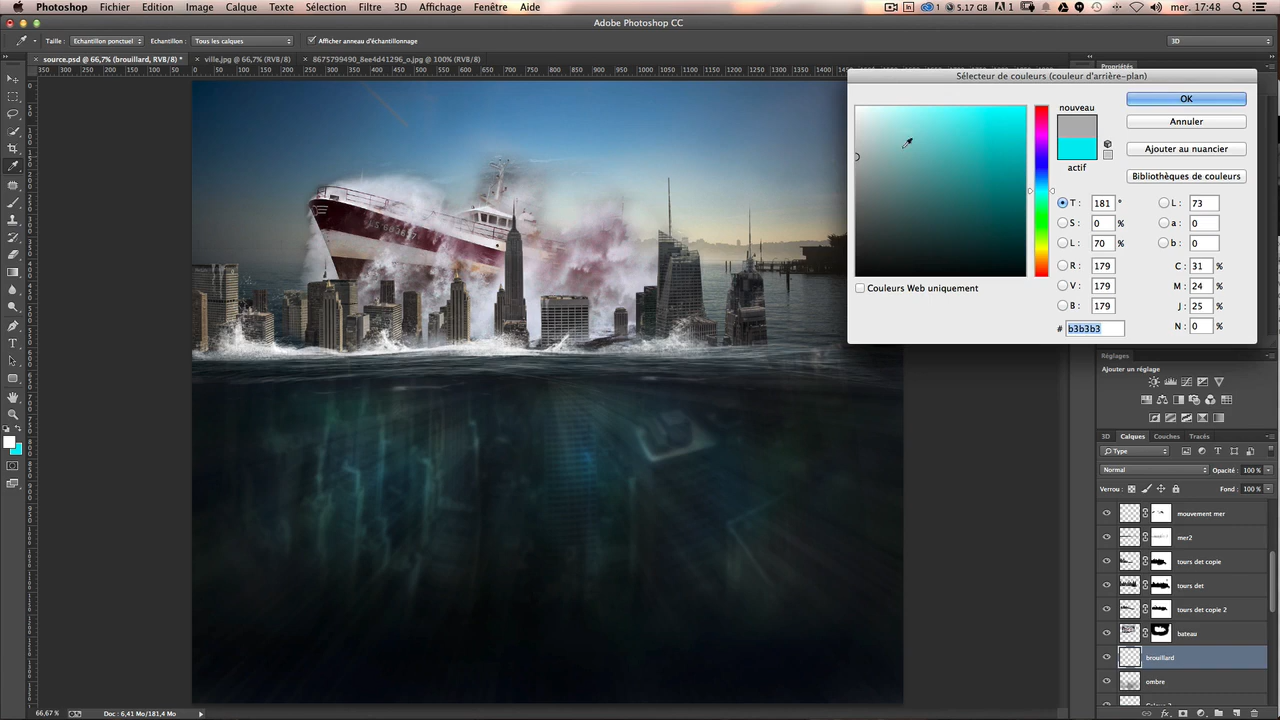 Photoshop Fichier Edition Image Calque Texte Sélection Filtre 3D Affichage Fenêtre Aide 1 5.17 GB 1 mer. 17:48
Adobe Photoshop CC
Taille : Echantillon ponctuel Echantillon : Tous les calques Afficher anneau d'échantillonnage 3D
source.psd @ 66,7% (brouillard, RVB/8) * ville.jpg @ 66,7% (RVB/8) 8675799490_8ee4d41296_o.jpg @ 100% (RVB/8)
Propriétés
Sélecteur de couleurs (couleur d'arrière-plan)
nouveau
actif
OK
Annuler
Ajouter au nuancier
Bibliothèques de couleurs
T : 181 ° L : 73
S : 0 % a : 0
L : 70 % b : 0
R : 179 C : 31 %
V : 179 M : 24 %
B : 179 J : 25 %
# b3b3b3 N : 0 %
Couleurs Web uniquement
Réglages
Ajouter un réglage
3D Calques Couches Tracés
Type
Normal Opacité : 100 %
Verrou : Fond : 100 %
mouvement mer
mer2
tours det copie
tours det
tours det copie 2
bateau
brouillard
ombre
66,67 % Doc : 6,41 Mo/181,4 Mo